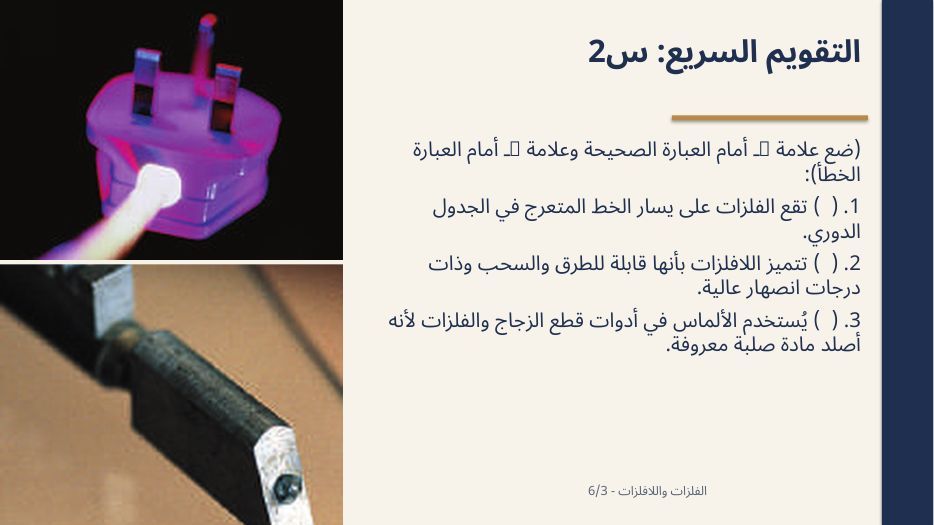 التقويم السريع: س2
(ضع علامة □ـ أمام العبارة الصحيحة وعلامة □ـ أمام العبارة
الخطأ):
1. (  ) تقع الفلزات على يسار الخط المتعرج في الجدول
الدوري.
2. (  ) تتميز اللافلزات بأنها قابلة للطرق والسحب وذات
درجات انصهار عالية.
3. (  ) يُستخدم الألماس في أدوات قطع الزجاج والفلزات لأنه
أصلد مادة صلبة معروفة.
الفلزات واللافلزات - 6/3